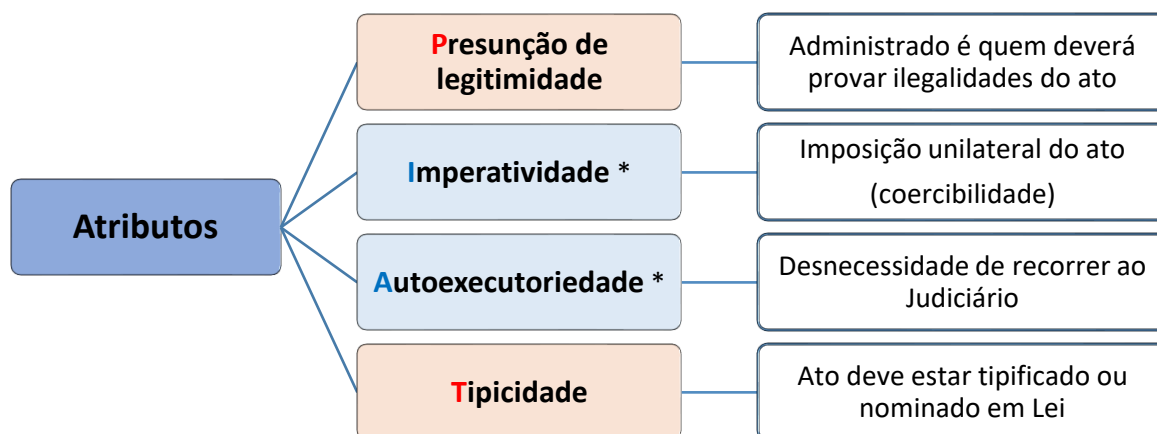 Atributos
Presunção de
legitimidade
Administrado é quem deverá
provar ilegalidades do ato
Imperatividade *
Imposição unilateral do ato
(coercibilidade)
Autoexecutoriedade *
Desnecessidade de recorrer ao
Judiciário
Tipicidade
Ato deve estar tipificado ou
nominado em Lei